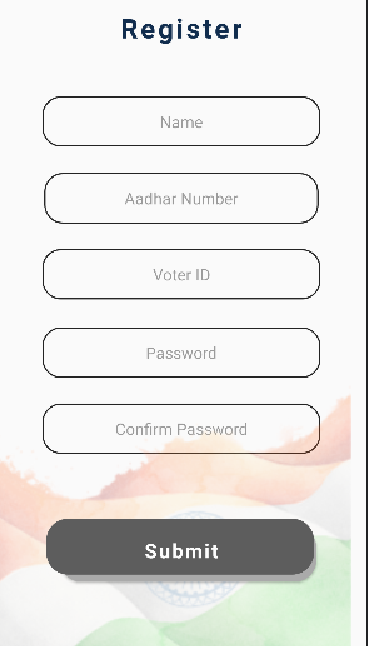 Register
Name
Aadhar Number
Voter ID
Password
Confirm Password
Submit